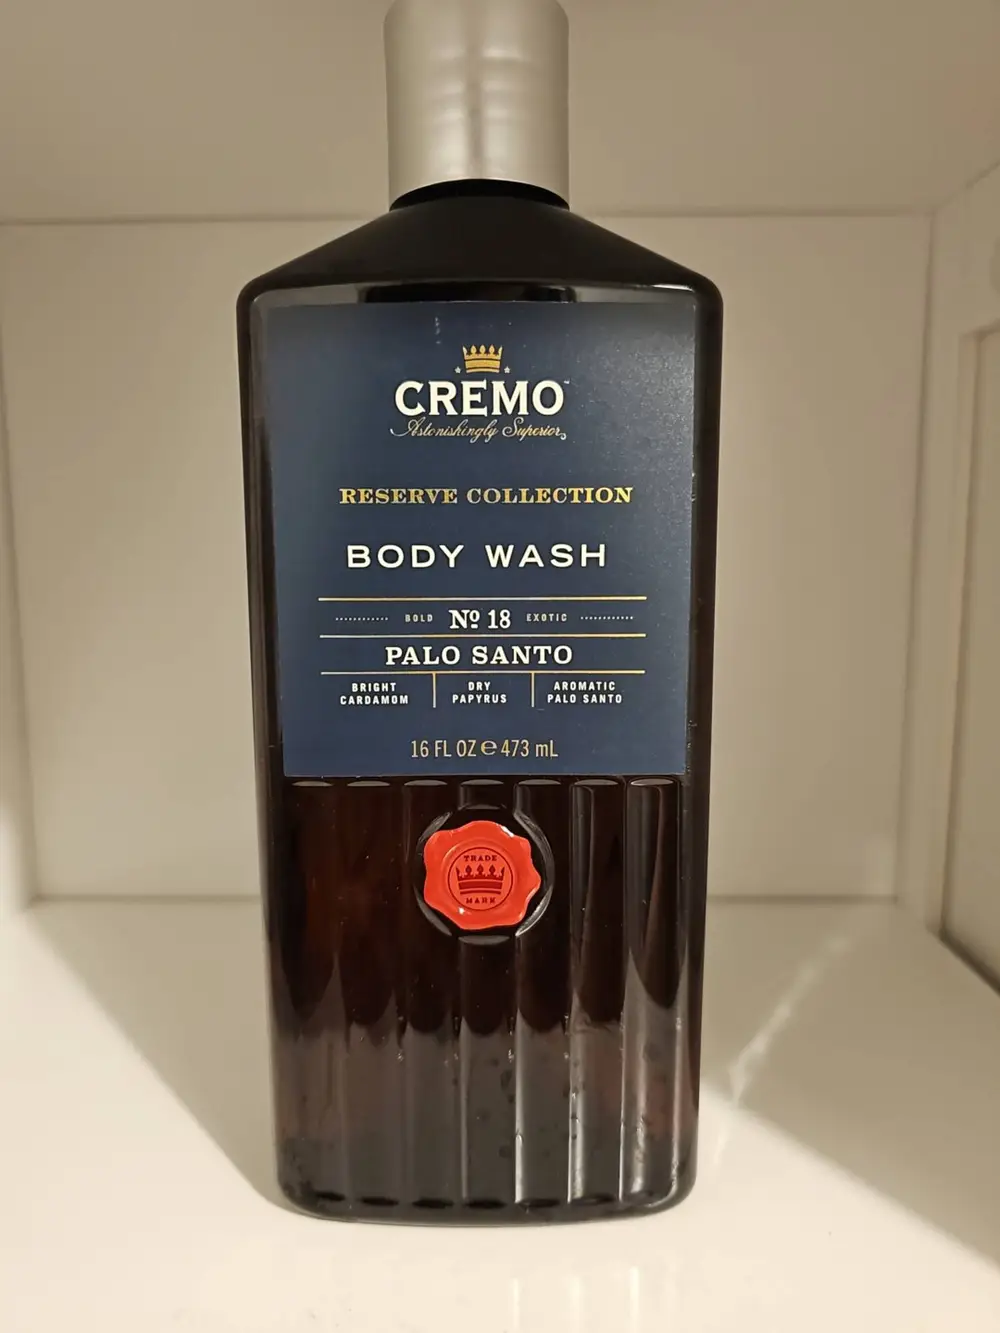 CREMO™
Astonishingly Superior
RESERVE COLLECTION
BODY WASH
BOLD Nº 18 EXOTIC
PALO SANTO
BRIGHT CARDAMOM
DRY PAPYRUS
AROMATIC PALO SANTO
16 FL OZ ℮ 473 mL
TRADE
MARK